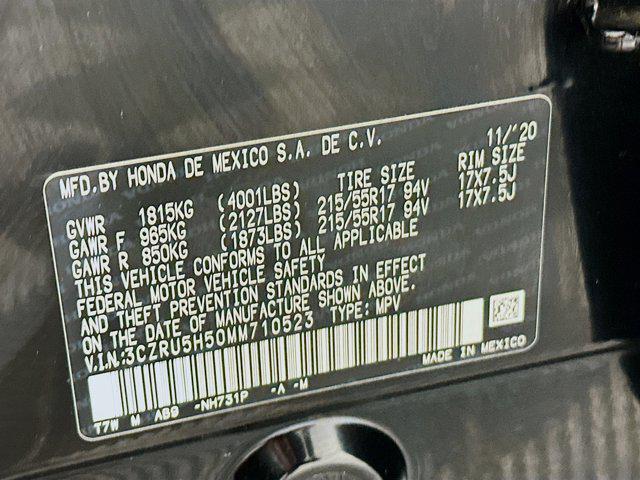 MFD.BY HONDA DE MEXICO S.A. DE C.V. 11/'20
TIRE SIZE RIM SIZE
GVWR 1815KG (4001LBS)
GAWR F 965KG (2127LBS) 215/55R17 94V 17X7.5J
GAWR R 850KG (1873LBS) 215/55R17 94V 17X7.5J
THIS VEHICLE CONFORMS TO ALL APPLICABLE
FEDERAL MOTOR VEHICLE SAFETY
AND THEFT PREVENTION STANDARDS IN EFFECT
ON THE DATE OF MANUFACTURE SHOWN ABOVE.
V.I.N:3CZRU5H50MM710523 TYPE: MPV
T7W M AB9 -NH731P -A -M MADE IN MEXICO